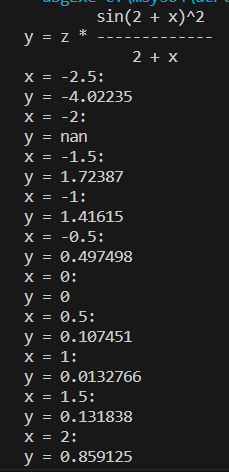 sin(2 + x)^2
y = z * -------------
2 + x
x = -2.5:
y = -4.02235
x = -2:
y = nan
x = -1.5:
y = 1.72387
x = -1:
y = 1.41615
x = -0.5:
y = 0.497498
x = 0:
y = 0
x = 0.5:
y = 0.107451
x = 1:
y = 0.0132766
x = 1.5:
y = 0.131838
x = 2:
y = 0.859125